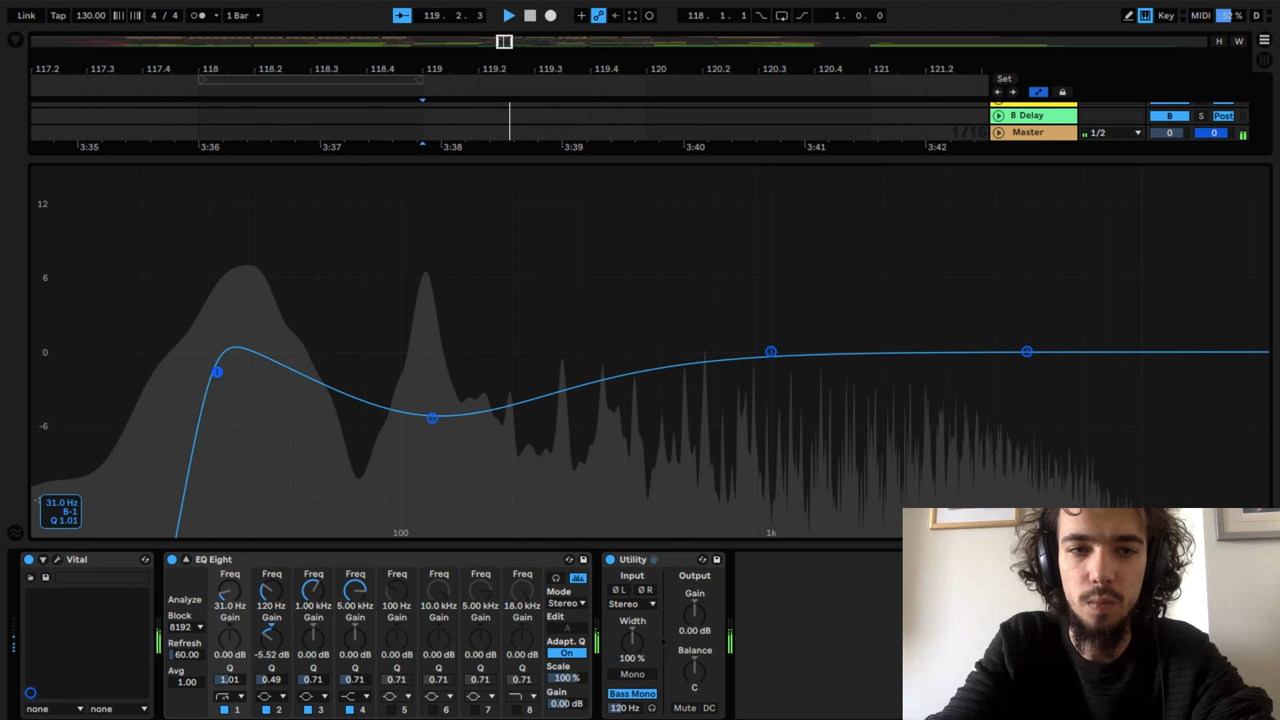 Link Tap 130.00 4 / 4 1 Bar 119. 2. 3 118. 1. 1 1. 0. 0 Key MIDI % D
H W
117.2 117.3 117.4 118 118.2 118.3 118.4 119 119.2 119.3 119.4 120 120.2 120.3 120.4 121 121.2
Set
B Delay B S Post
1/16 Master 1/2 0 0
3:35 3:36 3:37 3:38 3:39 3:40 3:41 3:42
12
6
0
-6
31.0 Hz
B-1
Q 1.01
1 2 3 4
100 1k
Vital
none none
EQ Eight
Analyze
Block
8192
Refresh
60.00
Avg
1.00
Freq Freq Freq Freq Freq Freq Freq Freq
31.0 Hz 120 Hz 1.00 kHz 5.00 kHz 100 Hz 10.0 kHz 5.00 kHz 18.0 kHz
Gain Gain Gain Gain Gain Gain Gain Gain
0.00 dB -5.52 dB 0.00 dB 0.00 dB 0.00 dB 0.00 dB 0.00 dB 0.00 dB
Q Q Q Q Q Q Q Q
1.01 0.49 0.71 0.71 0.71 0.71 0.71 0.71
1 2 3 4 5 6 7 8
Mode
Stereo
Edit
A
Adapt. Q
On
Scale
100 %
Gain
0.00 dB
Utility
Input
Ø L Ø R
Stereo
Width
100 %
Mono
Bass Mono
120 Hz
Output
Gain
0.00 dB
Balance
C
Mute DC